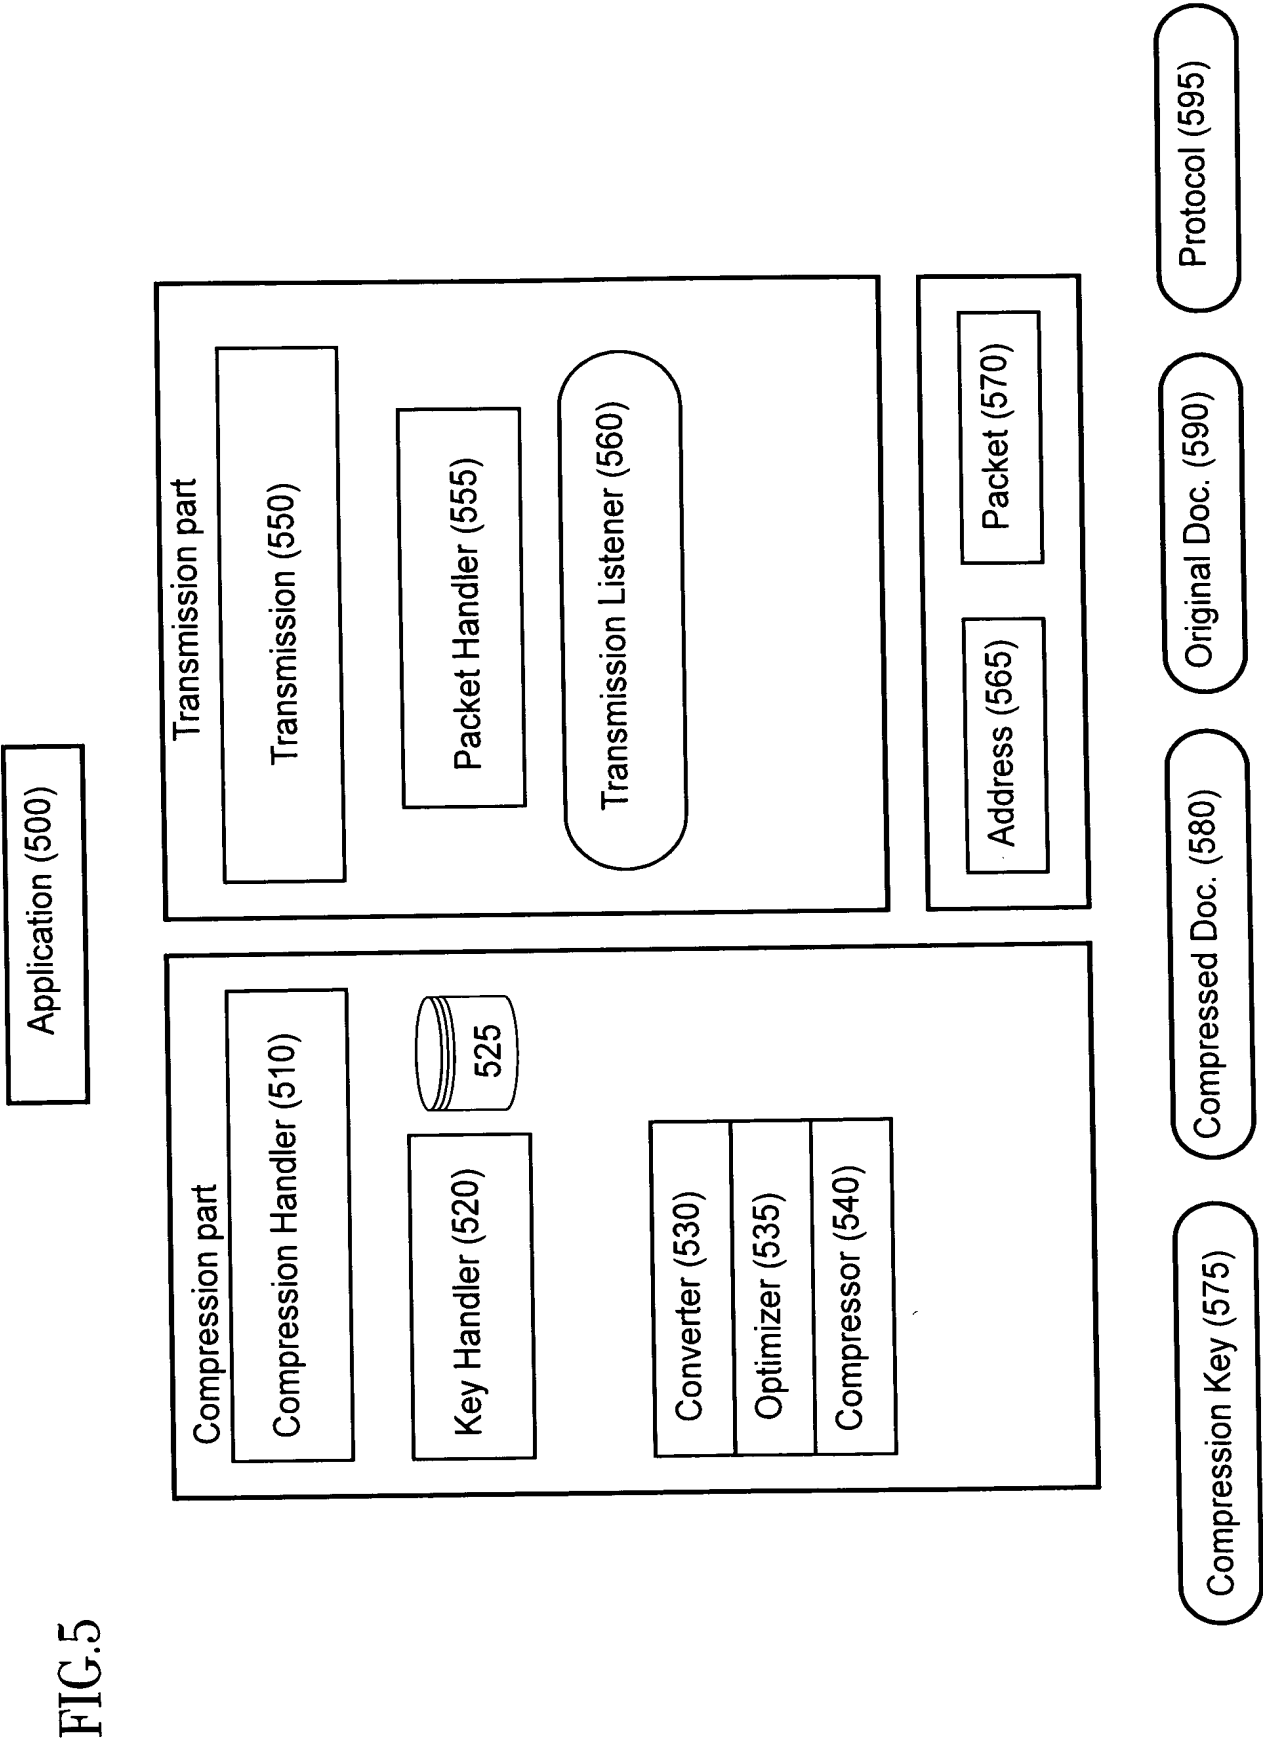 FIG.5
Application (500)
Compression part
Compression Handler (510)
Key Handler (520)
525
Converter (530)
Optimizer (535)
Compressor (540)
Transmission part
Transmission (550)
Packet Handler (555)
Transmission Listener (560)
Address (565)
Packet (570)
Compression Key (575)
Compressed Doc. (580)
Original Doc. (590)
Protocol (595)